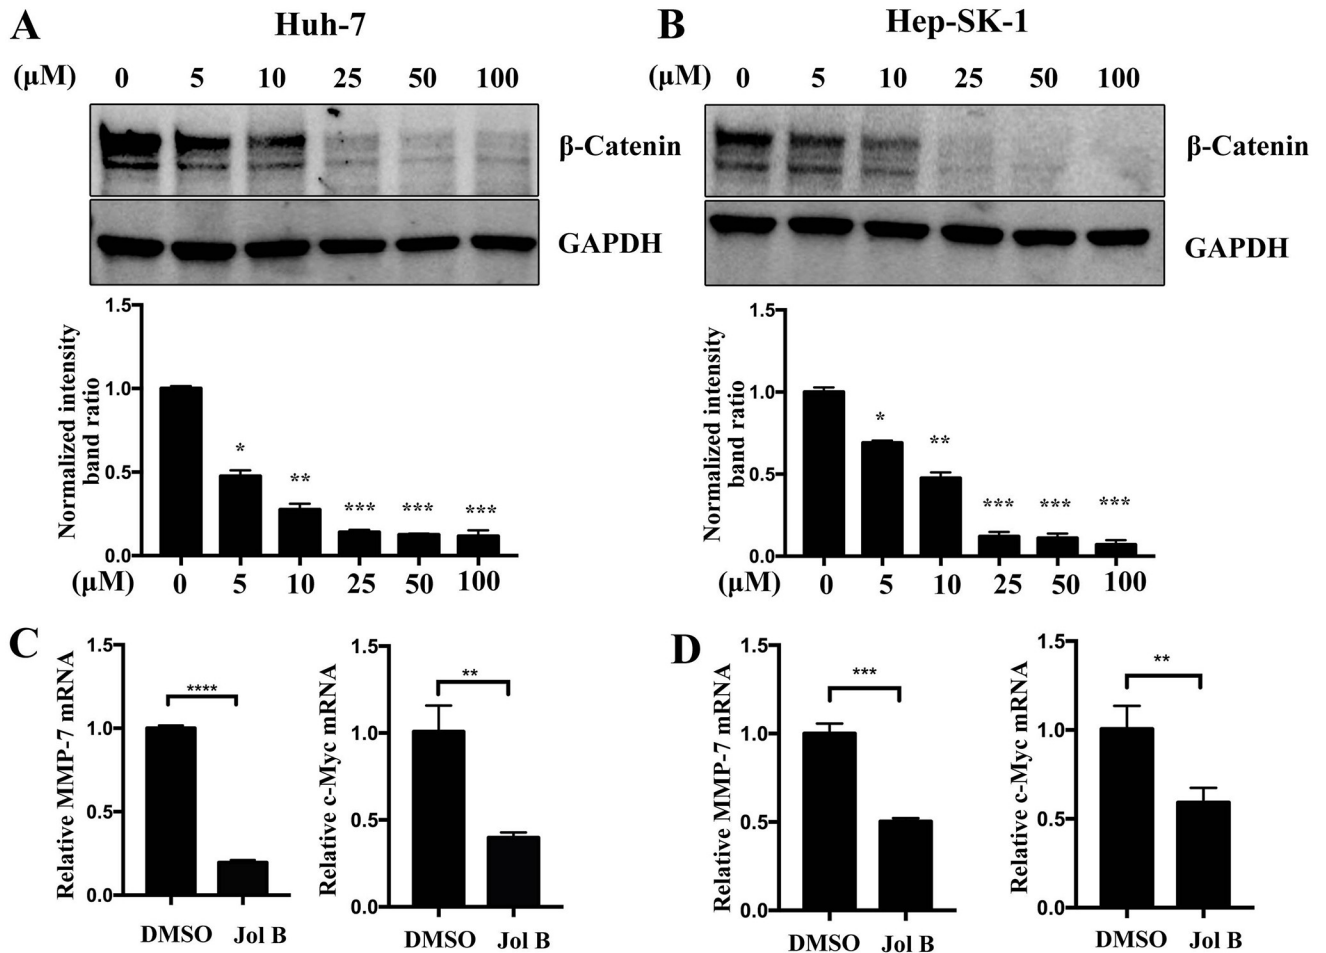 A
Huh-7
(μM) 0 5 10 25 50 100
β-Catenin
GAPDH
1.5
1.0
0.5
0.0
Normalized intensity
band ratio
* ** *** *** ***
(μM) 0 5 10 25 50 100
B
Hep-SK-1
(μM) 0 5 10 25 50 100
β-Catenin
GAPDH
1.5
1.0
0.5
0.0
Normalized intensity
band ratio
* ** *** *** ***
(μM) 0 5 10 25 50 100
C
Relative MMP-7 mRNA
1.5
1.0
0.5
0.0
****
DMSO Jol B
Relative c-Myc mRNA
1.5
1.0
0.5
0.0
**
DMSO Jol B
D
Relative MMP-7 mRNA
1.5
1.0
0.5
0.0
***
DMSO Jol B
Relative c-Myc mRNA
1.5
1.0
0.5
0.0
**
DMSO Jol B